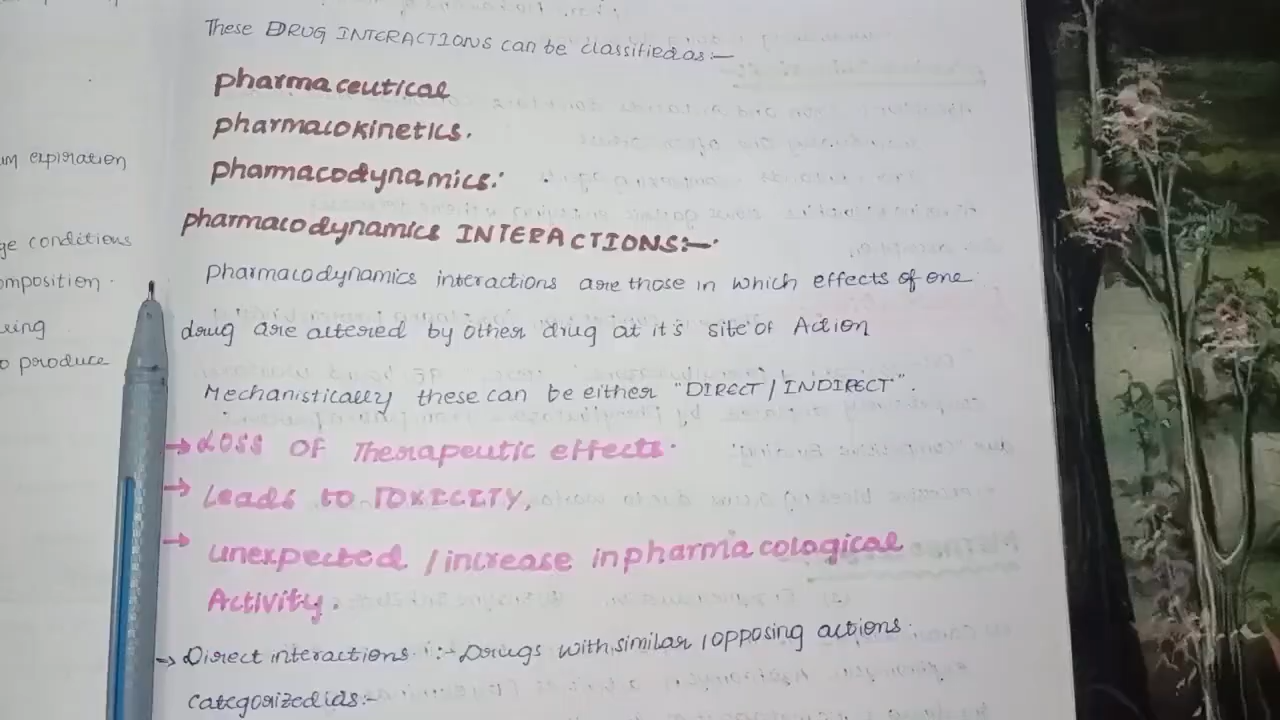 These DRUG INTERACTIONS can be classified as:-
pharmaceutical
pharmacokinetics.
pharmacodynamics:
pharmacodynamics INTERACTIONS:-
pharmacodynamics interactions are those in which effects of one
drug are altered by other drug at it's site of Action
Mechanistically these can be either "DIRECT / INDIRECT".
→ LOSS OF Therapeutic effects.
→ Leads to TOXICITY,
→ unexpected / increase in pharmacological
Activity.
→ Direct interactions :- Drugs with similar / opposing actions.
categorized as:-
expiration
conditions
to produce